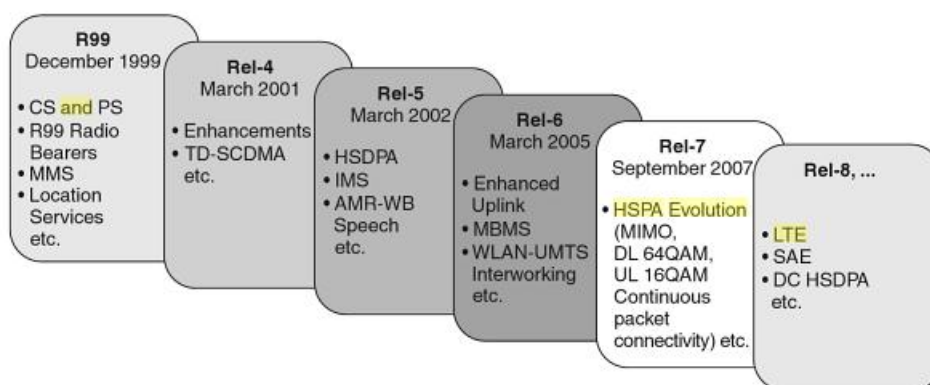 R99
December 1999
• CS and PS
• R99 Radio
Bearers
• MMS
• Location
Services
etc.
Rel-4
March 2001
• Enhancements
• TD-SCDMA
etc.
Rel-5
March 2002
• HSDPA
• IMS
• AMR-WB
Speech
etc.
Rel-6
March 2005
• Enhanced
Uplink
• MBMS
• WLAN-UMTS
Interworking
etc.
Rel-7
September 2007
• HSPA Evolution
(MIMO,
DL 64QAM,
UL 16QAM
Continuous
packet
connectivity) etc.
Rel-8, ...
• LTE
• SAE
• DC HSDPA
etc.